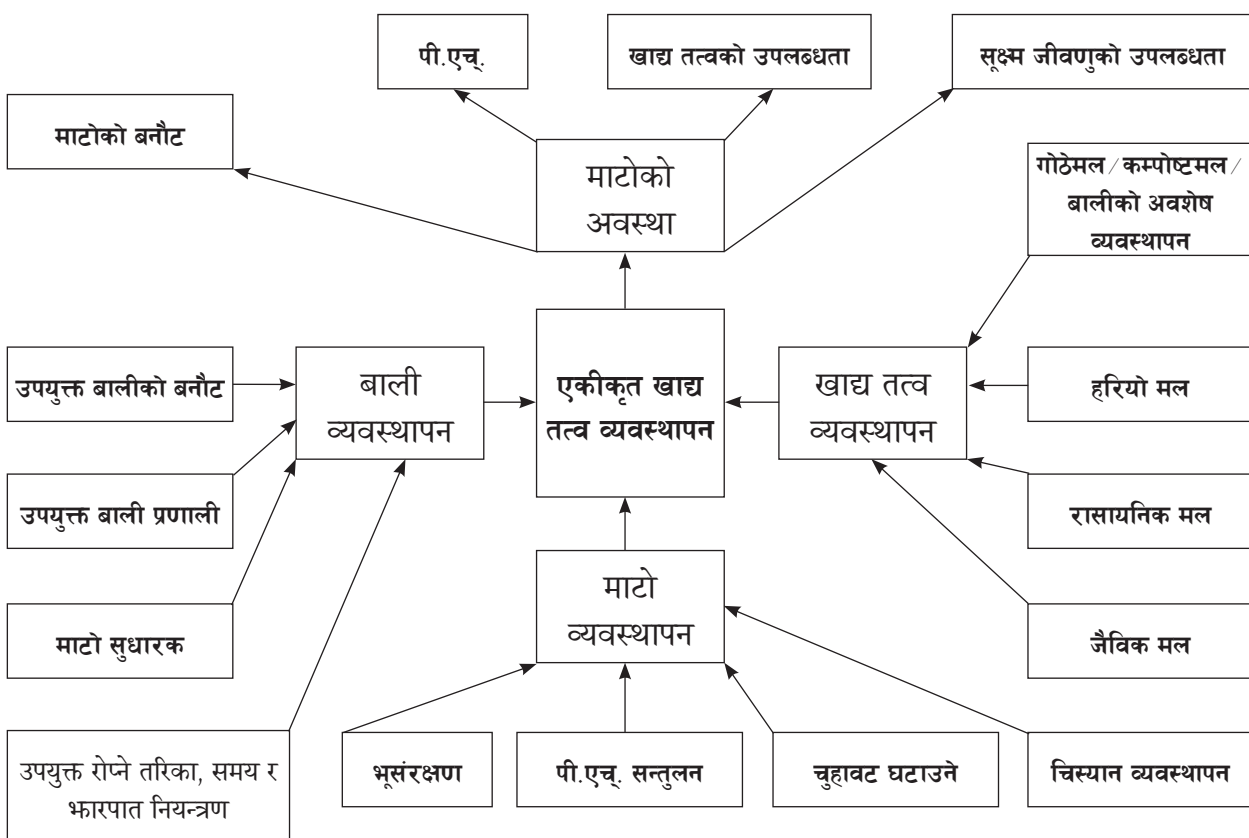 पी.एच्.
खाद्य तत्वको उपलब्धता
सूक्ष्म जीवणुको उपलब्धता
माटोको बनौट
माटोको
अवस्था
गोठेमल/कम्पोष्टमल/
बालीको अवशेष
व्यवस्थापन
उपयुक्त बालीको बनौट
बाली
व्यवस्थापन
एकीकृत खाद्य
तत्व व्यवस्थापन
खाद्य तत्व
व्यवस्थापन
हरियो मल
उपयुक्त बाली प्रणाली
रासायनिक मल
माटो सुधारक
माटो
व्यवस्थापन
जैविक मल
उपयुक्त रोप्ने तरिका, समय र
झारपात नियन्त्रण
भूसंरक्षण
पी.एच्. सन्तुलन
चुहावट घटाउने
चिस्यान व्यवस्थापन